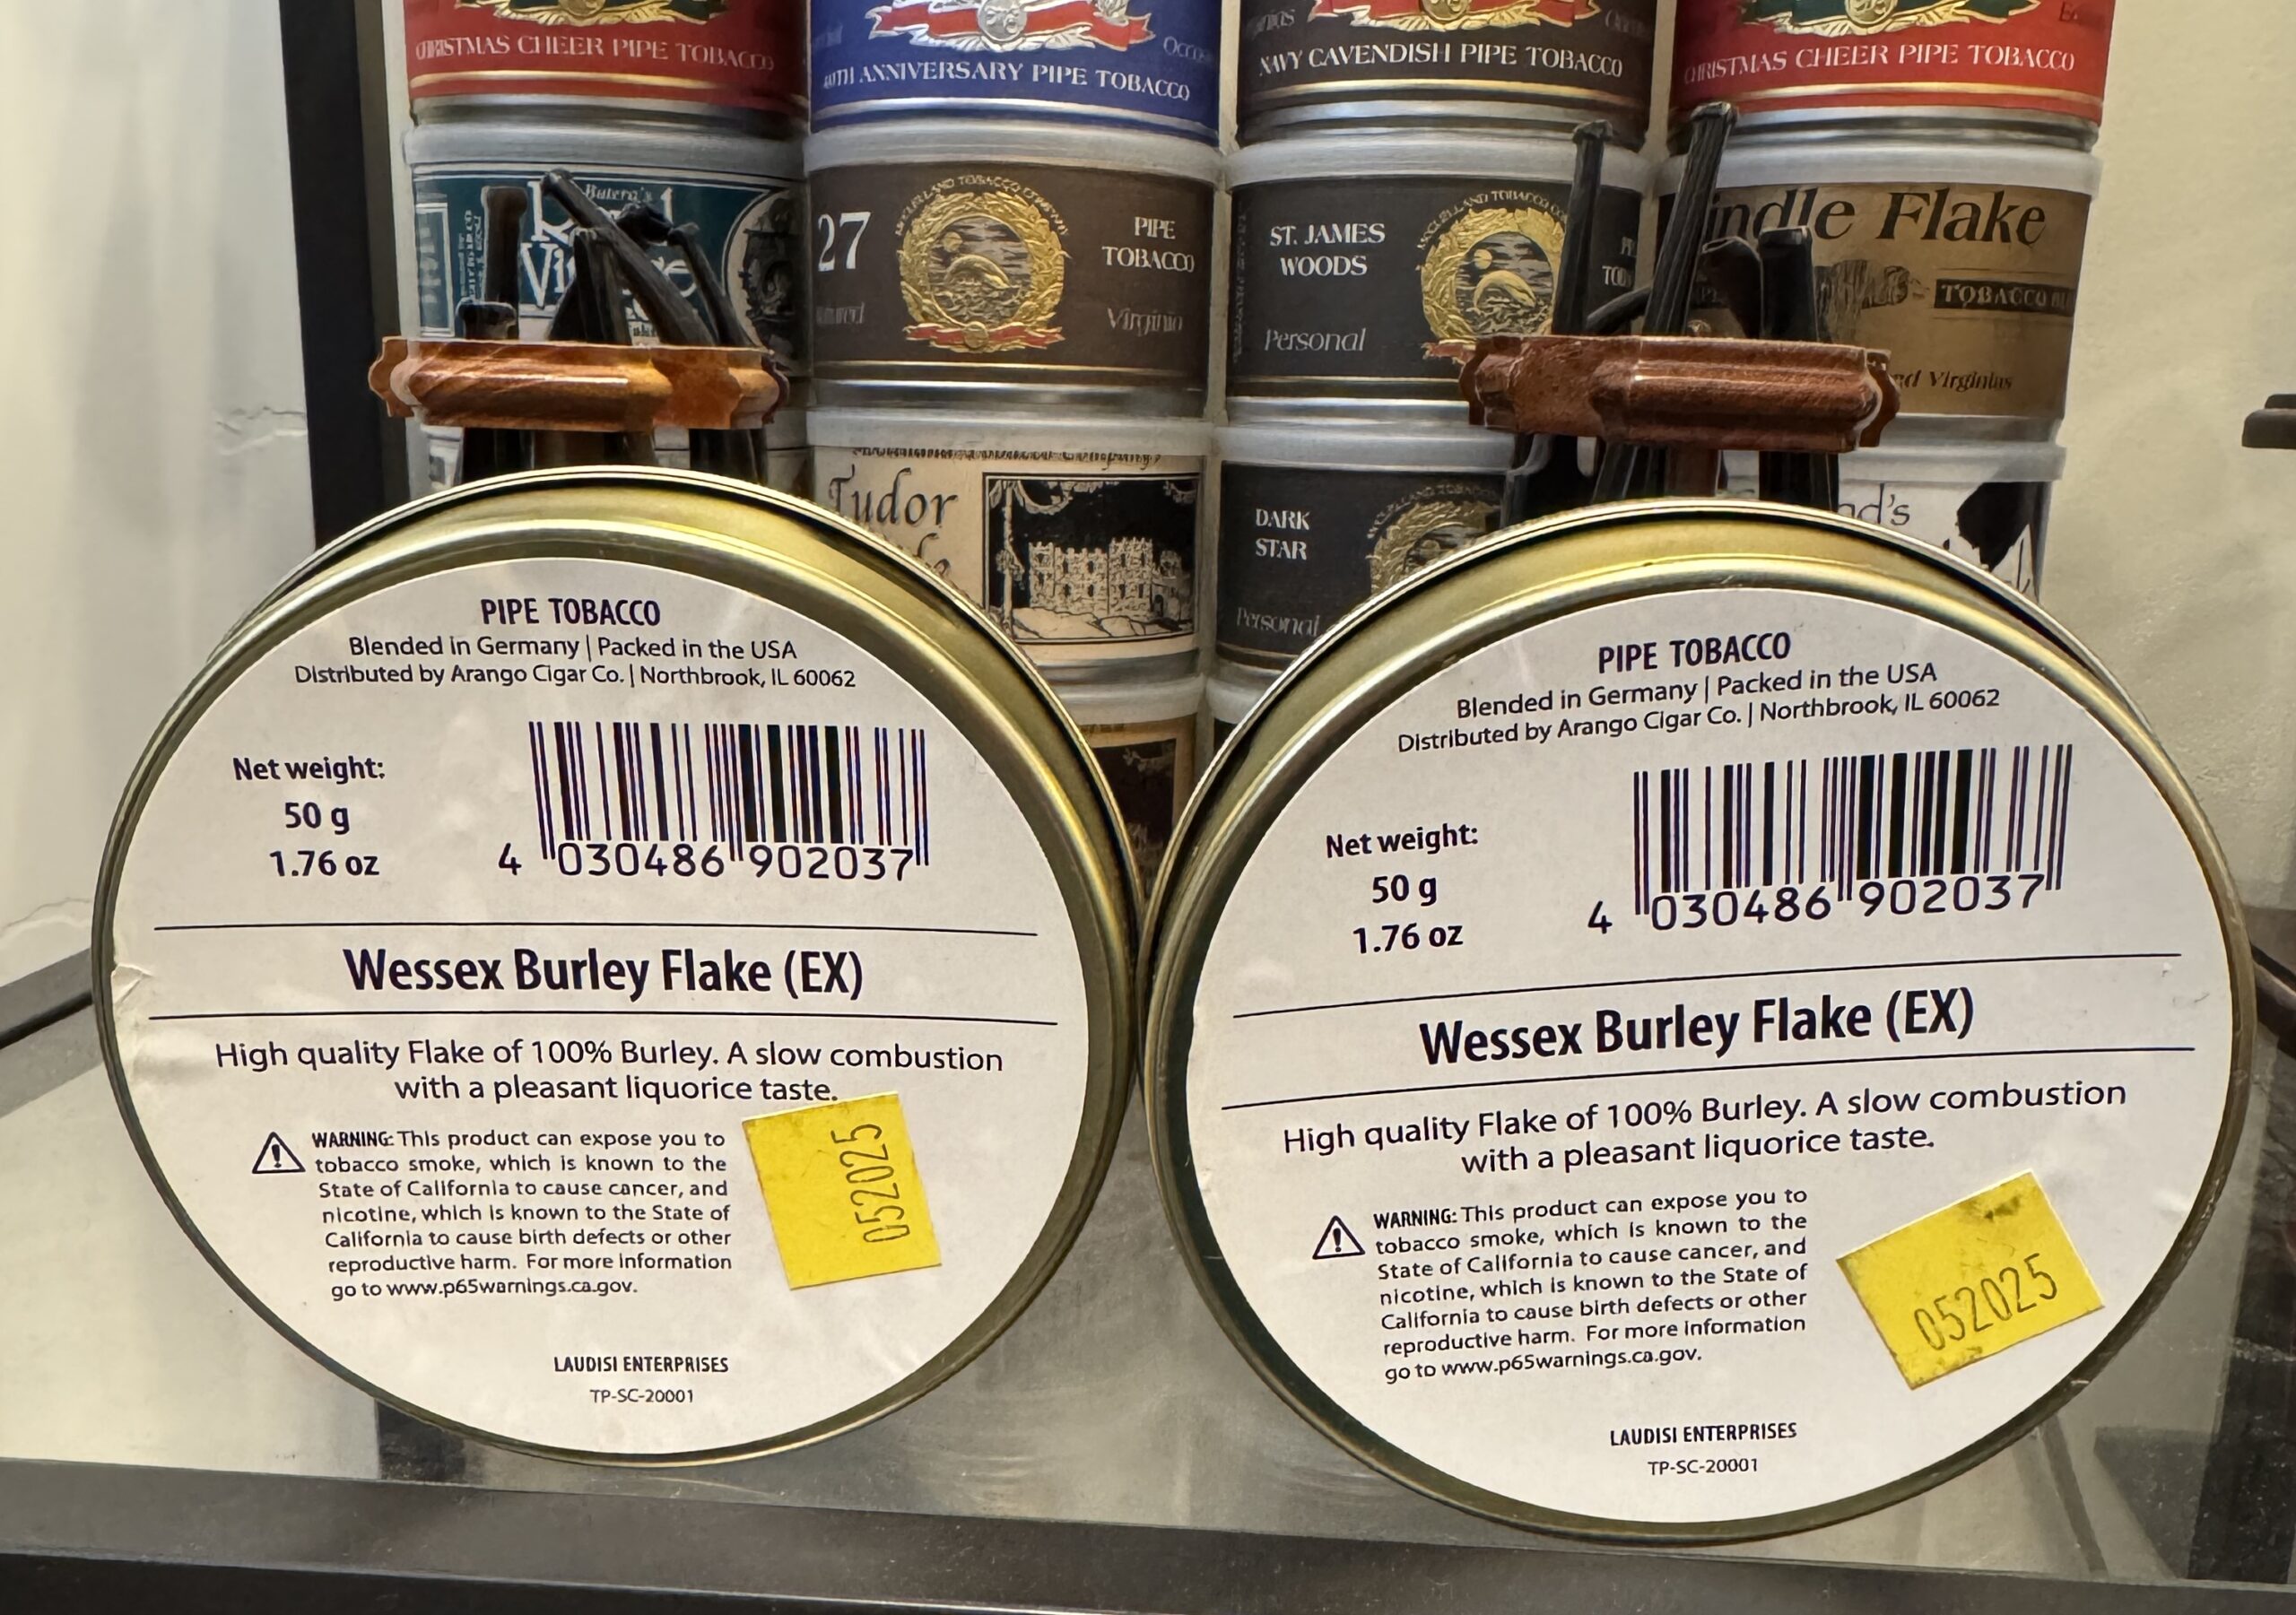 CHRISTMAS CHEER PIPE TOBACCO
ANNIVERSARY PIPE TOBACCO
NAVY CAVENDISH PIPE TOBACCO
CHRISTMAS CHEER PIPE TOBACCO
27
PIPE
TOBACCO
Virginia
ST. JAMES
WOODS
Personal
Flake
TOBACCO
Virginias
Tudor
DARK
STAR
Personal
PIPE TOBACCO
Blended in Germany | Packed in the USA
Distributed by Arango Cigar Co. | Northbrook, IL 60062
Net weight:
50 g
1.76 oz
4 030486 902037
Wessex Burley Flake (EX)
High quality Flake of 100% Burley. A slow combustion
with a pleasant liquorice taste.
WARNING: This product can expose you to
tobacco smoke, which is known to the
State of California to cause cancer, and
nicotine, which is known to the State of
California to cause birth defects or other
reproductive harm. For more information
go to www.p65warnings.ca.gov.
052025
LAUDISI ENTERPRISES
TP-SC-20001
PIPE TOBACCO
Blended in Germany | Packed in the USA
Distributed by Arango Cigar Co. | Northbrook, IL 60062
Net weight:
50 g
1.76 oz
4 030486 902037
Wessex Burley Flake (EX)
High quality Flake of 100% Burley. A slow combustion
with a pleasant liquorice taste.
WARNING: This product can expose you to
tobacco smoke, which is known to the
State of California to cause cancer, and
nicotine, which is known to the State of
California to cause birth defects or other
reproductive harm. For more information
go to www.p65warnings.ca.gov.
052025
LAUDISI ENTERPRISES
TP-SC-20001